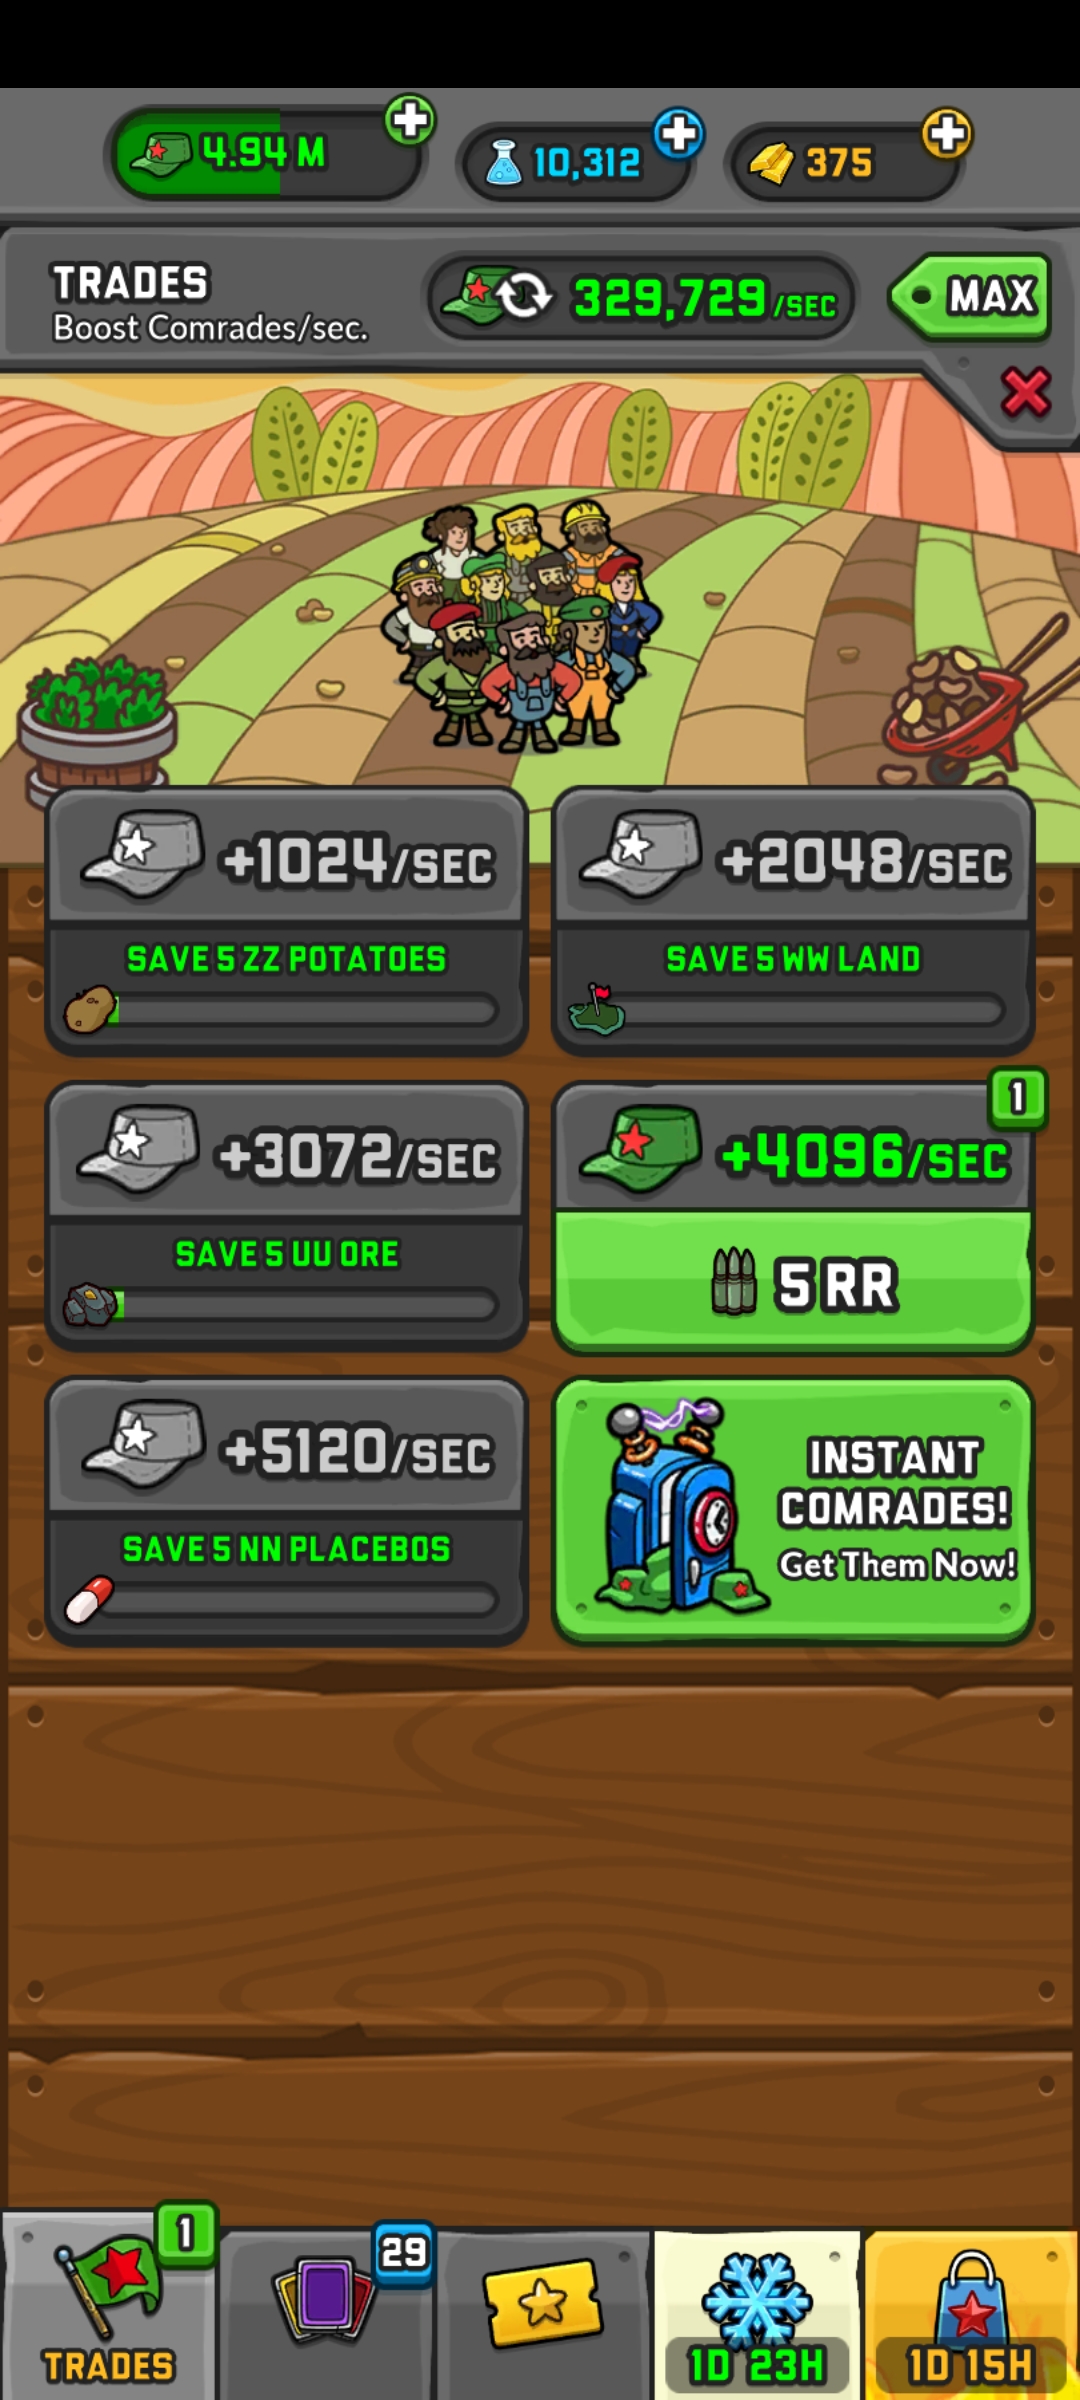 4.94 M
10,312
375
TRADES
Boost Comrades/sec.
329,729 /SEC
MAX
+1024/SEC
SAVE 5 ZZ POTATOES
+2048/SEC
SAVE 5 WW LAND
+3072/SEC
SAVE 5 UU ORE
1
+4096/SEC
5 RR
+5120/SEC
SAVE 5 NN PLACEBOS
INSTANT
COMRADES!
Get Them Now!
1
TRADES
29
1D 23H
1D 15H